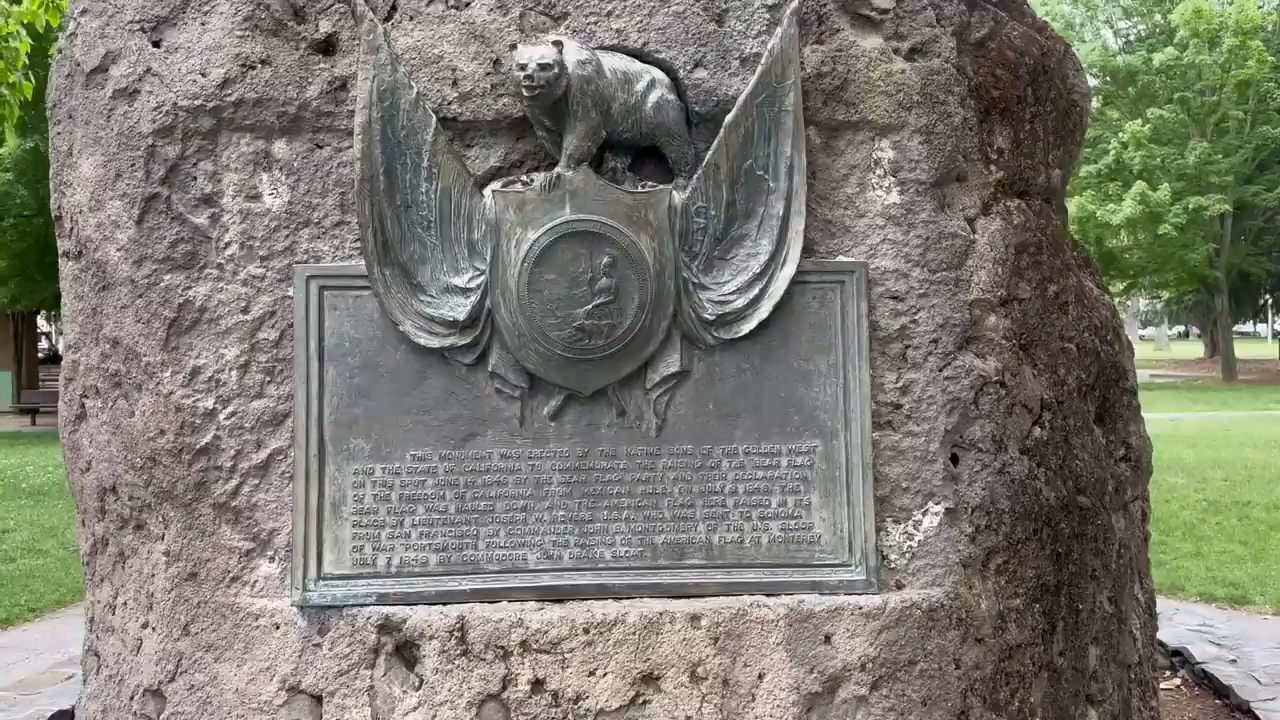 THIS MONUMENT WAS ERECTED BY THE NATIVE SONS OF THE GOLDEN WEST
AND THE STATE OF CALIFORNIA TO COMMEMORATE THE RAISING OF THE BEAR FLAG
ON THIS SPOT JUNE 14, 1846 BY THE BEAR FLAG PARTY AND THEIR DECLARATION
OF THE FREEDOM OF CALIFORNIA FROM MEXICAN RULE. ON JULY 9, 1846, THE
BEAR FLAG WAS HAULED DOWN, AND THE AMERICAN FLAG HERE RAISED IN ITS
PLACE BY LIEUTENANT JOSEPH W. REVERE U.S.A. WHO WAS SENT TO SONOMA
FROM SAN FRANCISCO BY COMMANDER JOHN B. MONTGOMERY OF THE U.S. SLOOP
OF WAR "PORTSMOUTH" FOLLOWING THE RAISING OF THE AMERICAN FLAG AT MONTEREY
JULY 7, 1846 BY COMMODORE JOHN DRAKE SLOAT.